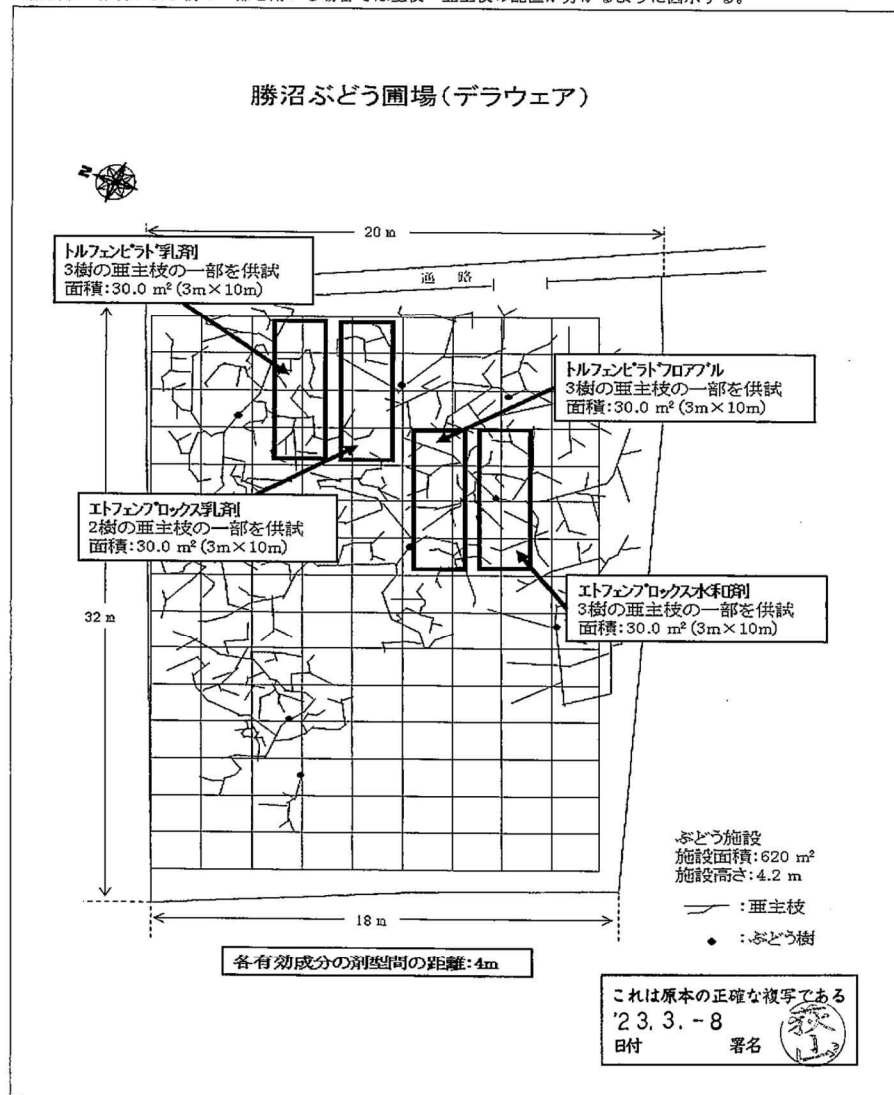 勝沼ぶどう圃場(デラウェア)
N
20 m
トルフェンピラド乳剤
3樹の亜主枝の一部を供試
面積:30.0 m² (3m×10m)
通路
トルフェンピラドフロアブル
3樹の亜主枝の一部を供試
面積:30.0 m² (3m×10m)
エトフェンプロックス乳剤
2樹の亜主枝の一部を供試
面積:30.0 m² (3m×10m)
エトフェンプロックス水和剤
3樹の亜主枝の一部を供試
面積:30.0 m² (3m×10m)
32 m
ぶどう施設
施設面積:620 m²
施設高さ:4.2 m
:亜主枝
:ぶどう樹
18 m
各有効成分の剤型間の距離:4m
これは原本の正確な複写である
'23.3.-8
日付 署名